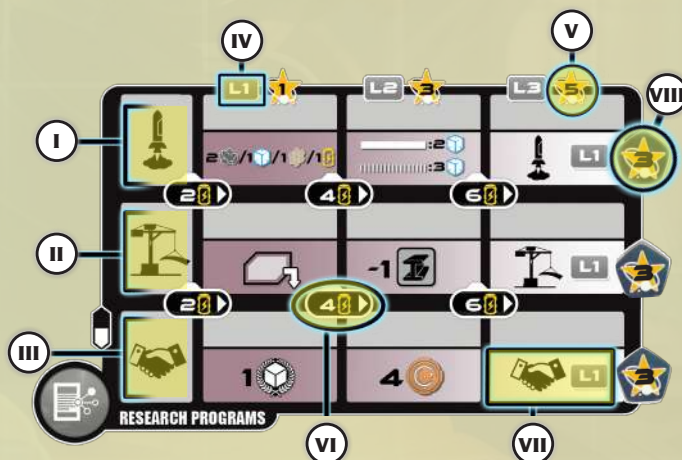 IV
V
L1 1
L2 3
L3 5
VIII
I
2 /1 /1 /1
:2
:3
L1
3
2
4
6
II
-1
L1
3
2
4
6
III
1
4
L1
3
RESEARCH PROGRAMS
VI
VII